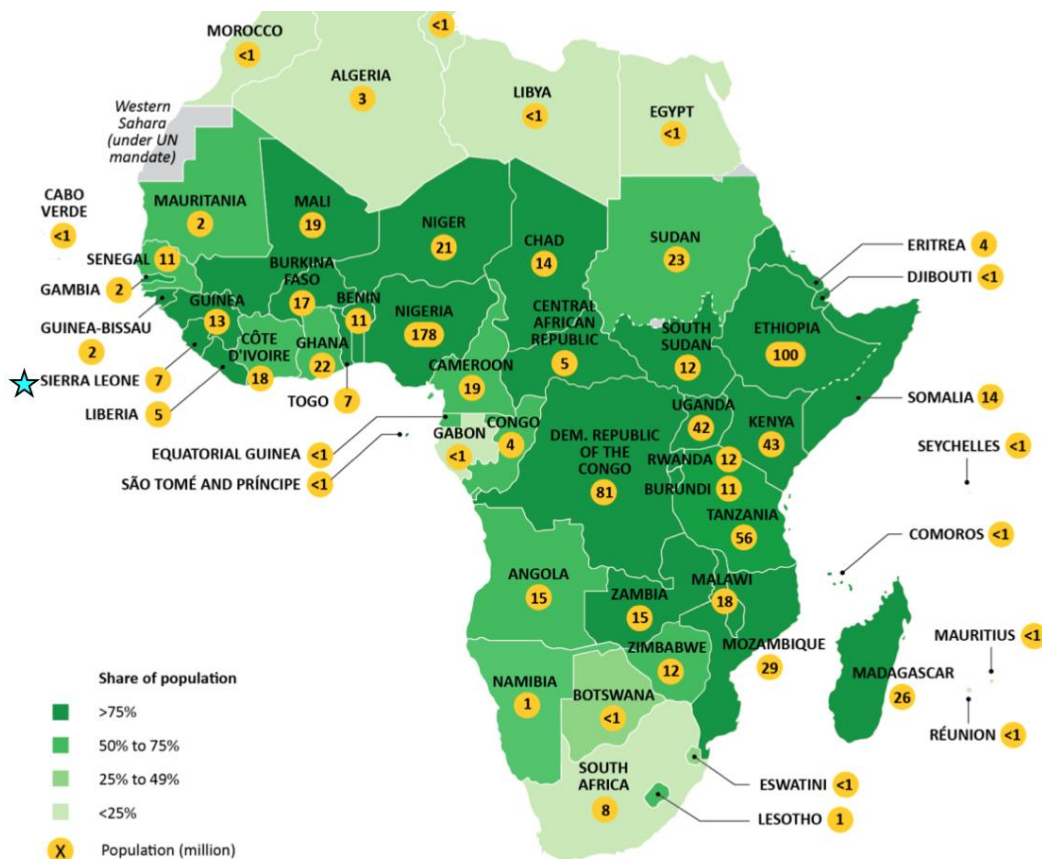 <1
MOROCCO
<1
ALGERIA
3
LIBYA
<1
EGYPT
<1
Western
Sahara
(under UN
mandate)
CABO
VERDE
<1
MAURITANIA
2
MALI
19
NIGER
21
CHAD
14
SUDAN
23
ERITREA 4
DJIBOUTI <1
SENEGAL 11
GAMBIA 2
GUINEA-BISSAU
2
GUINEA
13
BURKINA
FASO
17
BENIN
11
NIGERIA
178
CENTRAL
AFRICAN
REPUBLIC
5
SOUTH
SUDAN
12
ETHIOPIA
100
SIERRA LEONE 7
LIBERIA 5
CÔTE
D'IVOIRE
18
GHANA
22
TOGO 7
CAMEROON
19
SOMALIA 14
EQUATORIAL GUINEA <1
SÃO TOMÉ AND PRÍNCIPE <1
GABON
<1
CONGO
4
DEM. REPUBLIC
OF THE
CONGO
81
UGANDA
42
KENYA
43
RWANDA 12
BURUNDI 11
TANZANIA
56
SEYCHELLES <1
COMOROS <1
ANGOLA
15
ZAMBIA
15
MALAWI
18
MOZAMBIQUE
29
MADAGASCAR
26
MAURITIUS <1
RÉUNION <1
ZIMBABWE
12
NAMIBIA
1
BOTSWANA
<1
SOUTH
AFRICA
8
ESWATINI <1
LESOTHO 1
Share of population
>75%
50% to 75%
25% to 49%
<25%
X Population (million)